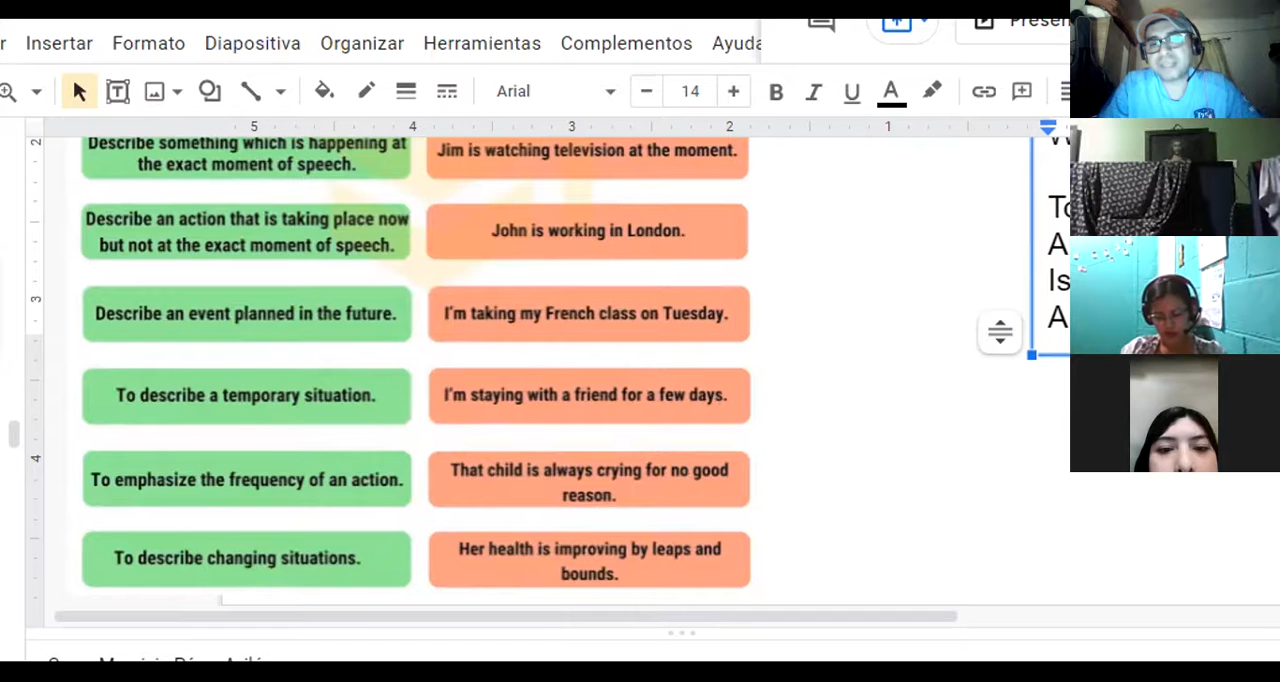 Insertar Formato Diapositiva Organizar Herramientas Complementos Ayuda
Arial
14
B I U A
5 4 3 2 1
2
3
4
Describe something which is happening at
the exact moment of speech.
Jim is watching television at the moment.
Describe an action that is taking place now
but not at the exact moment of speech.
John is working in London.
Describe an event planned in the future.
I'm taking my French class on Tuesday.
To describe a temporary situation.
I'm staying with a friend for a few days.
To emphasize the frequency of an action.
That child is always crying for no good
reason.
To describe changing situations.
Her health is improving by leaps and
bounds.
Is
A